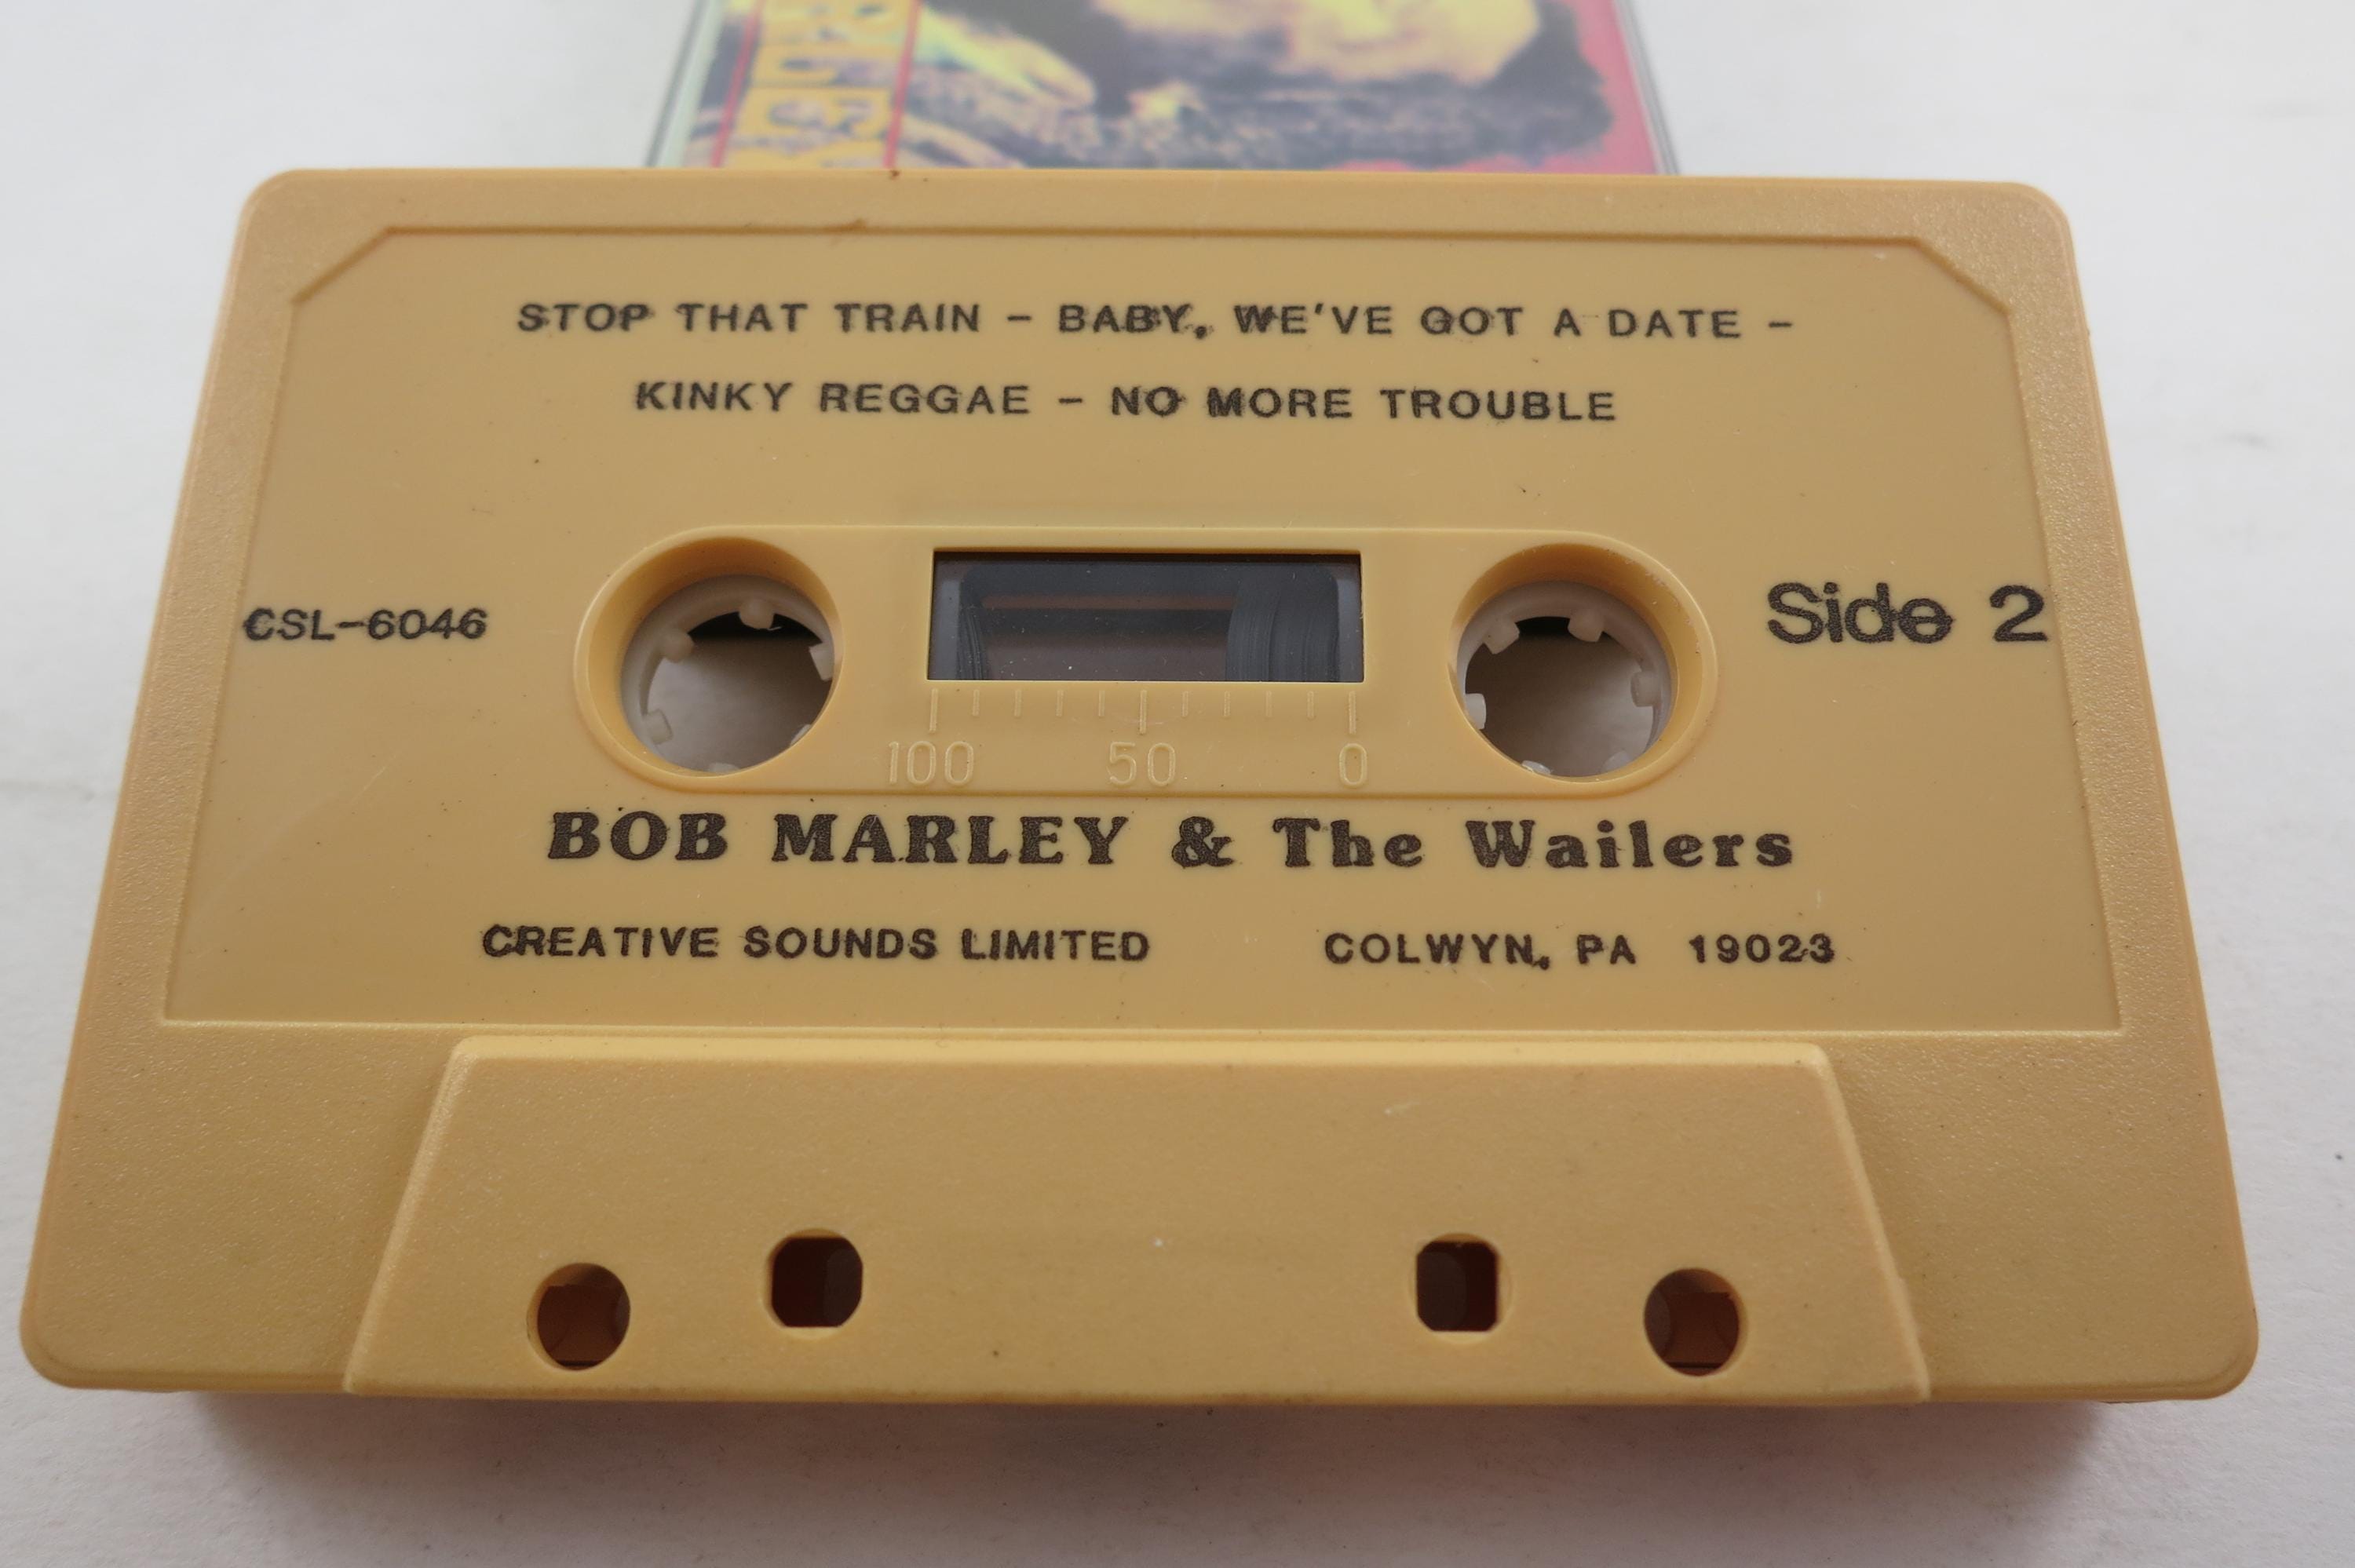 STOP THAT TRAIN - BABY, WE'VE GOT A DATE -
KINKY REGGAE - NO MORE TROUBLE
CSL-6046
Side 2
100 50 0
BOB MARLEY & The Wailers
CREATIVE SOUNDS LIMITED COLWYN, PA 19023